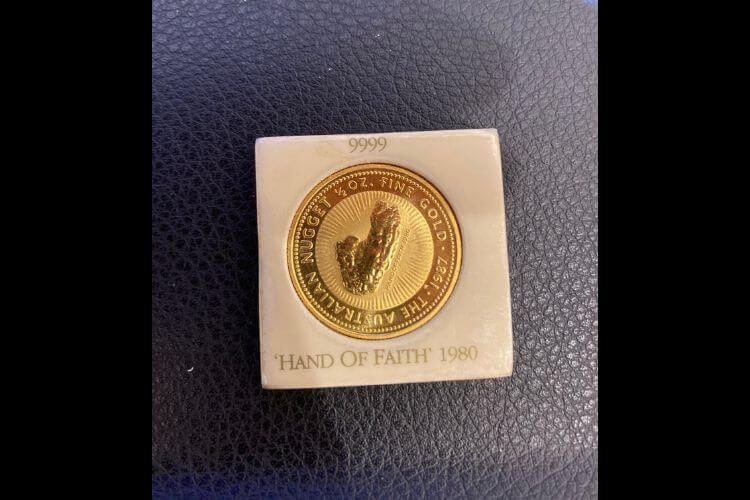 9999
THE AUSTRALIAN NUGGET ½ OZ. FINE GOLD · 1987 ·
'HAND OF FAITH' 1980